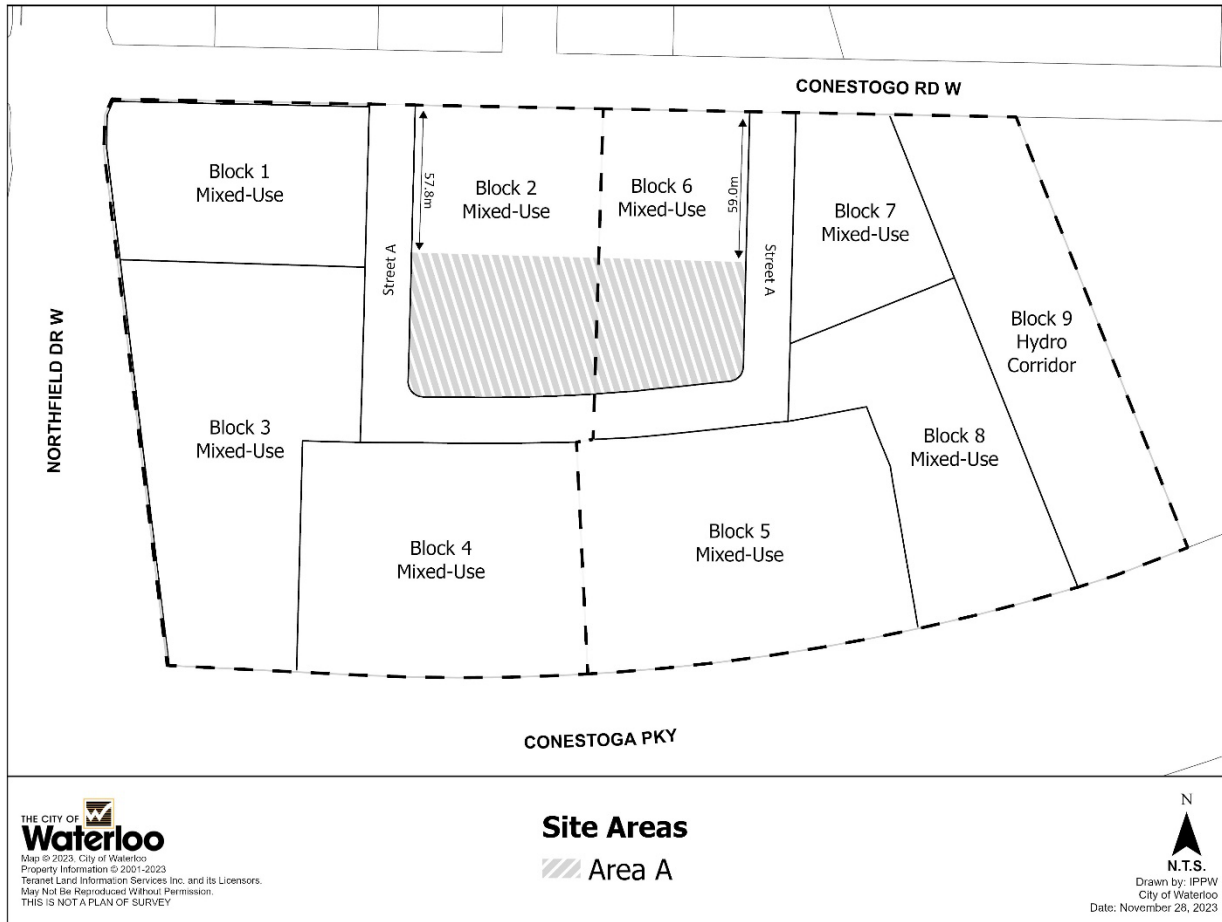 CONESTOGO RD W
Block 1
Mixed-Use
57.8m
Block 2
Mixed-Use
Block 6
Mixed-Use
59.0m
Block 7
Mixed-Use
Street A
Street A
Block 9
Hydro
Corridor
NORTHFIELD DR W
Block 3
Mixed-Use
Block 8
Mixed-Use
Block 4
Mixed-Use
Block 5
Mixed-Use
CONESTOGA PKY
THE CITY OF
Waterloo
Map © 2023, City of Waterloo
Property Information © 2001-2023
Teranet Land Information Services Inc. and its Licensors.
May Not Be Reproduced Without Permission.
THIS IS NOT A PLAN OF SURVEY
Site Areas
Area A
N
N.T.S.
Drawn by: IPPW
City of Waterloo
Date: November 28, 2023